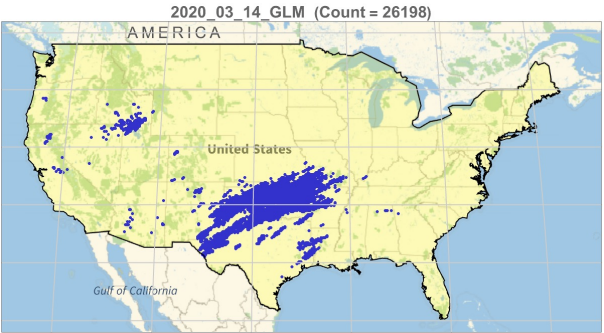 2020_03_14_GLM (Count = 26198)
AMERICA
United States
Gulf of California